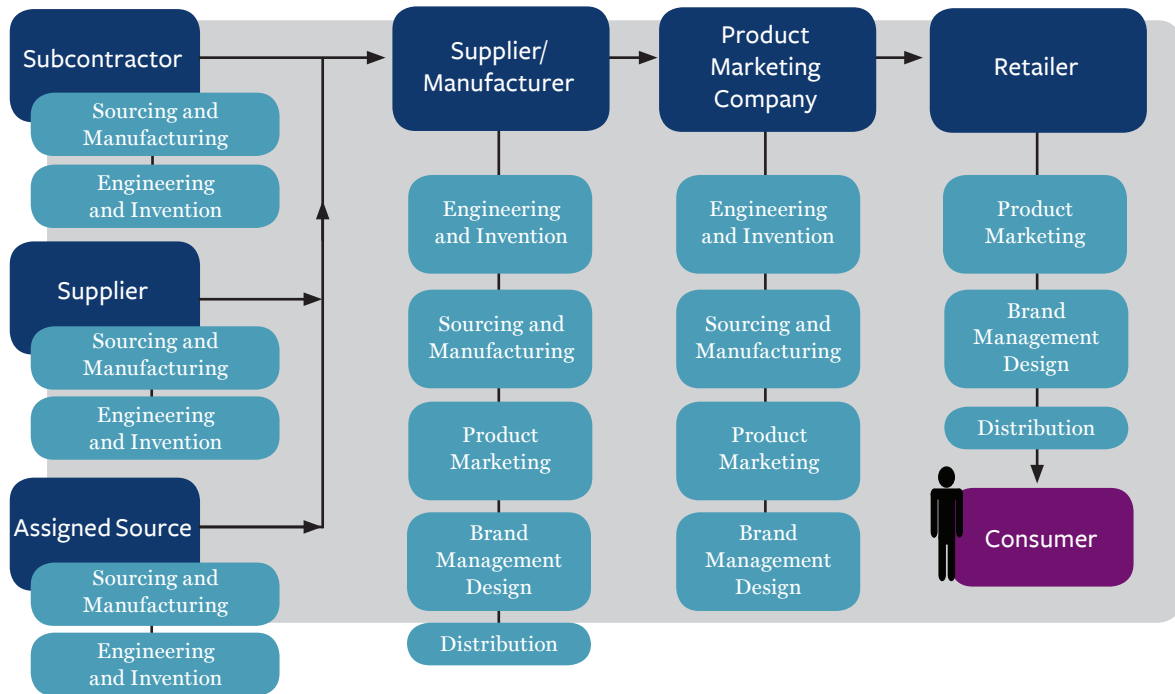 Subcontractor
Sourcing and
Manufacturing
Engineering
and Invention
Supplier
Sourcing and
Manufacturing
Engineering
and Invention
Assigned Source
Sourcing and
Manufacturing
Engineering
and Invention
Supplier/
Manufacturer
Engineering
and Invention
Sourcing and
Manufacturing
Product
Marketing
Brand
Management
Design
Distribution
Product
Marketing
Company
Engineering
and Invention
Sourcing and
Manufacturing
Product
Marketing
Brand
Management
Design
Retailer
Product
Marketing
Brand
Management
Design
Distribution
Consumer